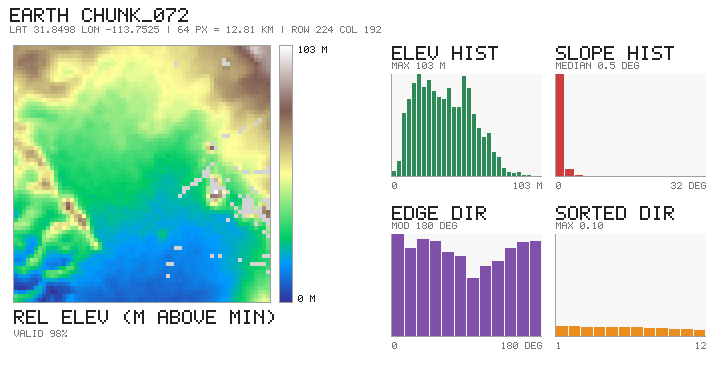 EARTH CHUNK_072
LAT 31.8498 LON -113.7525 | 64 PX = 12.81 KM | ROW 224 COL 192
103 M
0 M
REL ELEV (M ABOVE MIN)
VALID 98%
ELEV HIST
MAX 103 M
0 103 M
SLOPE HIST
MEDIAN 0.5 DEG
0 32 DEG
EDGE DIR
MOD 180 DEG
0 180 DEG
SORTED DIR
MAX 0.10
1 12